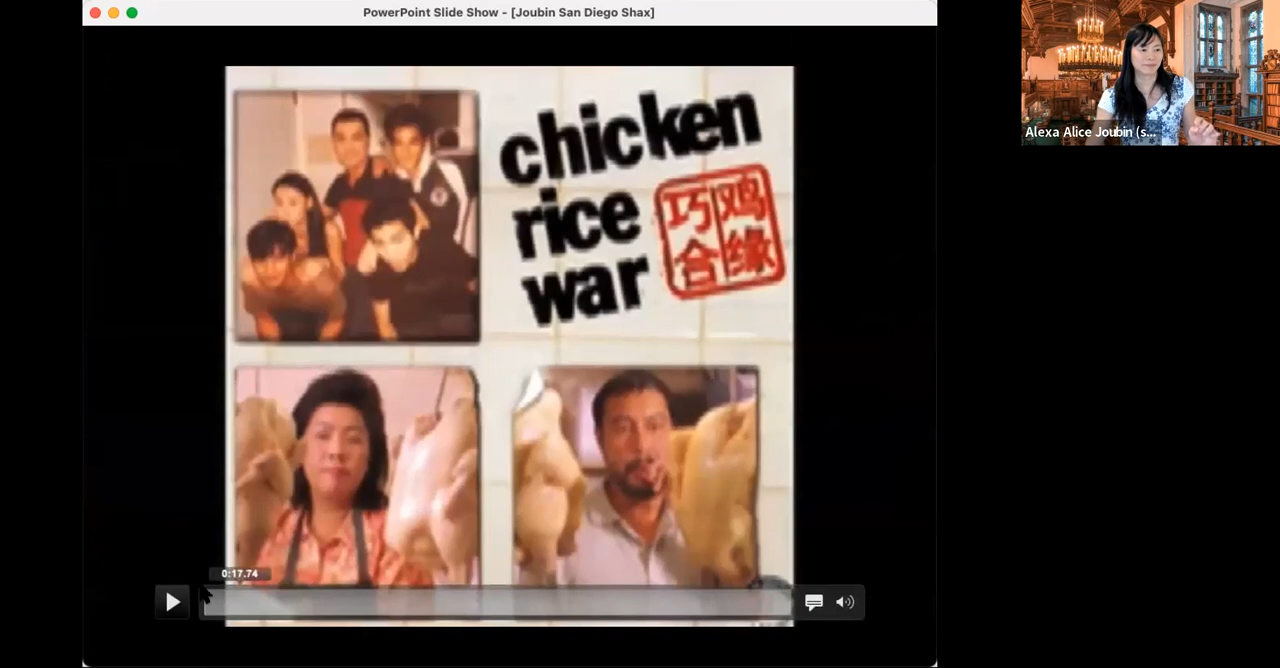 PowerPoint Slide Show - [Joubin San Diego Shax]
chicken
rice
war
巧鸡
合缘
0:17.74
Alexa Alice Joubin (s...